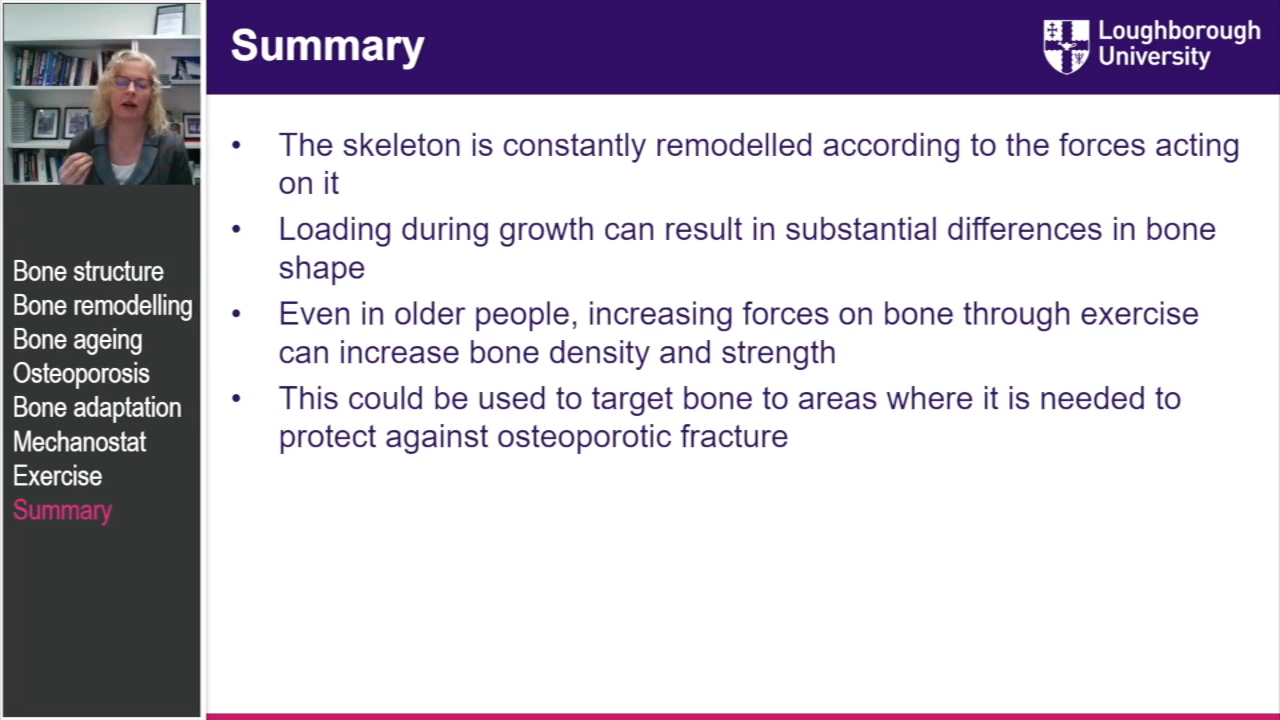 Summary
Loughborough
University
• The skeleton is constantly remodelled according to the forces acting
on it
• Loading during growth can result in substantial differences in bone
shape
• Even in older people, increasing forces on bone through exercise
can increase bone density and strength
• This could be used to target bone to areas where it is needed to
protect against osteoporotic fracture
Bone structure
Bone remodelling
Bone ageing
Osteoporosis
Bone adaptation
Mechanostat
Exercise
Summary